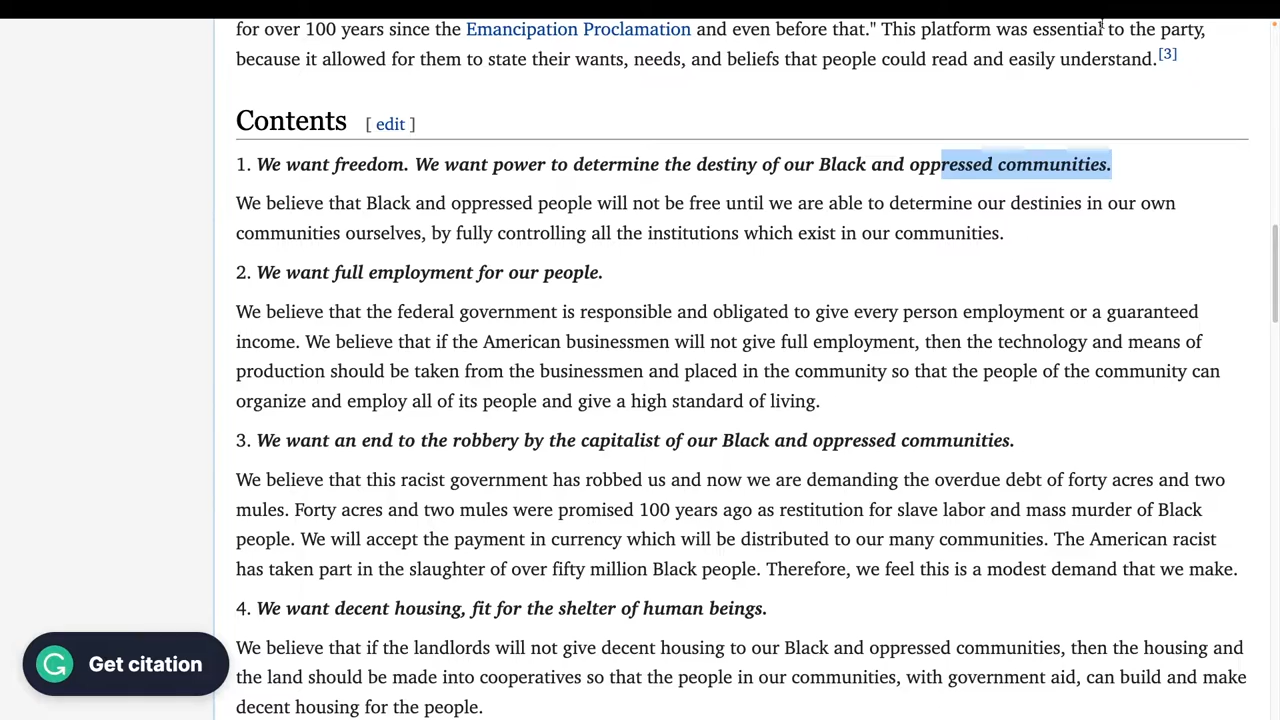 for over 100 years since the Emancipation Proclamation and even before that." This platform was essential to the party,
because it allowed for them to state their wants, needs, and beliefs that people could read and easily understand.[3]
Contents [ edit ]
1. We want freedom. We want power to determine the destiny of our Black and oppressed communities.
We believe that Black and oppressed people will not be free until we are able to determine our destinies in our own
communities ourselves, by fully controlling all the institutions which exist in our communities.
2. We want full employment for our people.
We believe that the federal government is responsible and obligated to give every person employment or a guaranteed
income. We believe that if the American businessmen will not give full employment, then the technology and means of
production should be taken from the businessmen and placed in the community so that the people of the community can
organize and employ all of its people and give a high standard of living.
3. We want an end to the robbery by the capitalist of our Black and oppressed communities.
We believe that this racist government has robbed us and now we are demanding the overdue debt of forty acres and two
mules. Forty acres and two mules were promised 100 years ago as restitution for slave labor and mass murder of Black
people. We will accept the payment in currency which will be distributed to our many communities. The American racist
has taken part in the slaughter of over fifty million Black people. Therefore, we feel this is a modest demand that we make.
4. We want decent housing, fit for the shelter of human beings.
We believe that if the landlords will not give decent housing to our Black and oppressed communities, then the housing and
the land should be made into cooperatives so that the people in our communities, with government aid, can build and make
decent housing for the people.
Get citation